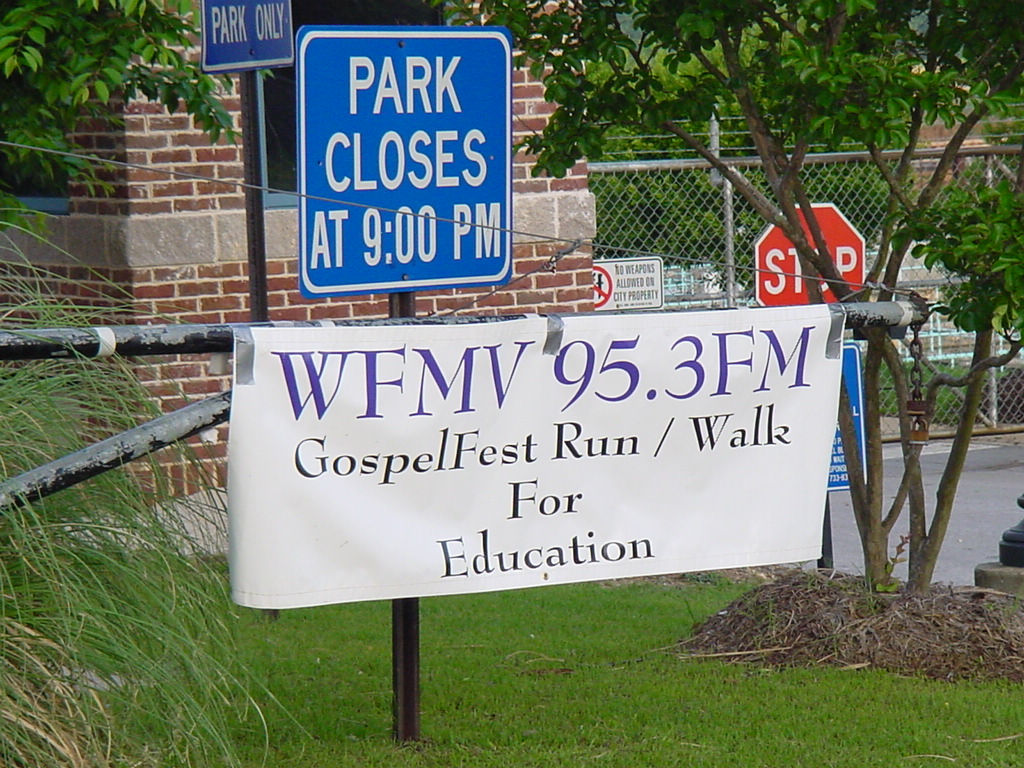 PARK ONLY
PARK
CLOSES
AT 9:00 PM
NO WEAPONS
ALLOWED ON
CITY PROPERTY
STOP
WFMV 95.3FM
GospelFest Run / Walk
For
Education
WAIT